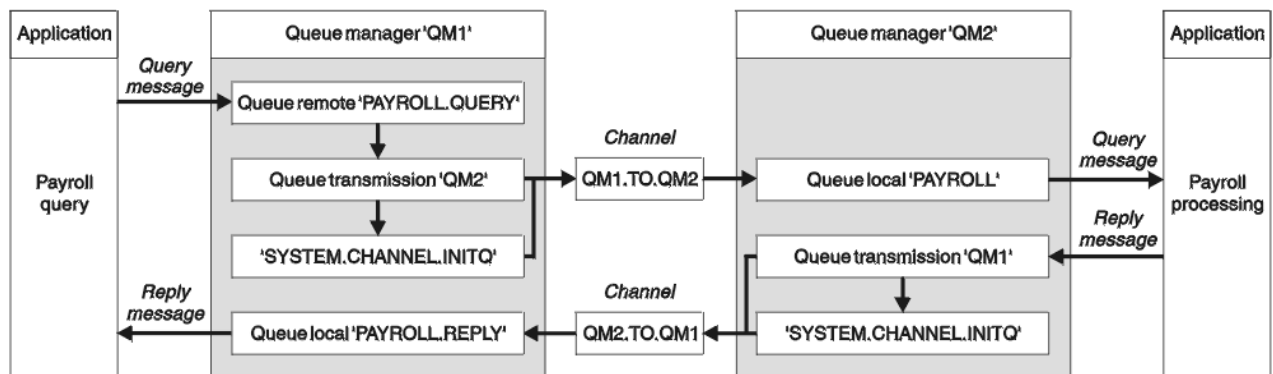 Application
Queue manager 'QM1'
Queue manager 'QM2'
Application
Query
message
Queue remote 'PAYROLL.QUERY'
Channel
Query
message
Payroll
query
Queue transmission 'QM2'
QM1.TO.QM2
Queue local 'PAYROLL'
Payroll
processing
Reply
message
'SYSTEM.CHANNEL.INITQ'
Queue transmission 'QM1'
Reply
message
Channel
Queue local 'PAYROLL.REPLY'
QM2.TO.QM1
'SYSTEM.CHANNEL.INITQ'